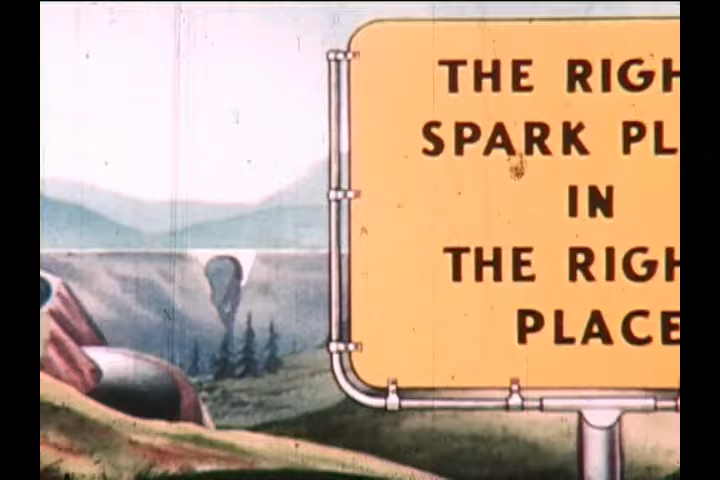 THE RIGH
SPARK PL
IN
THE RIGH
PLACE